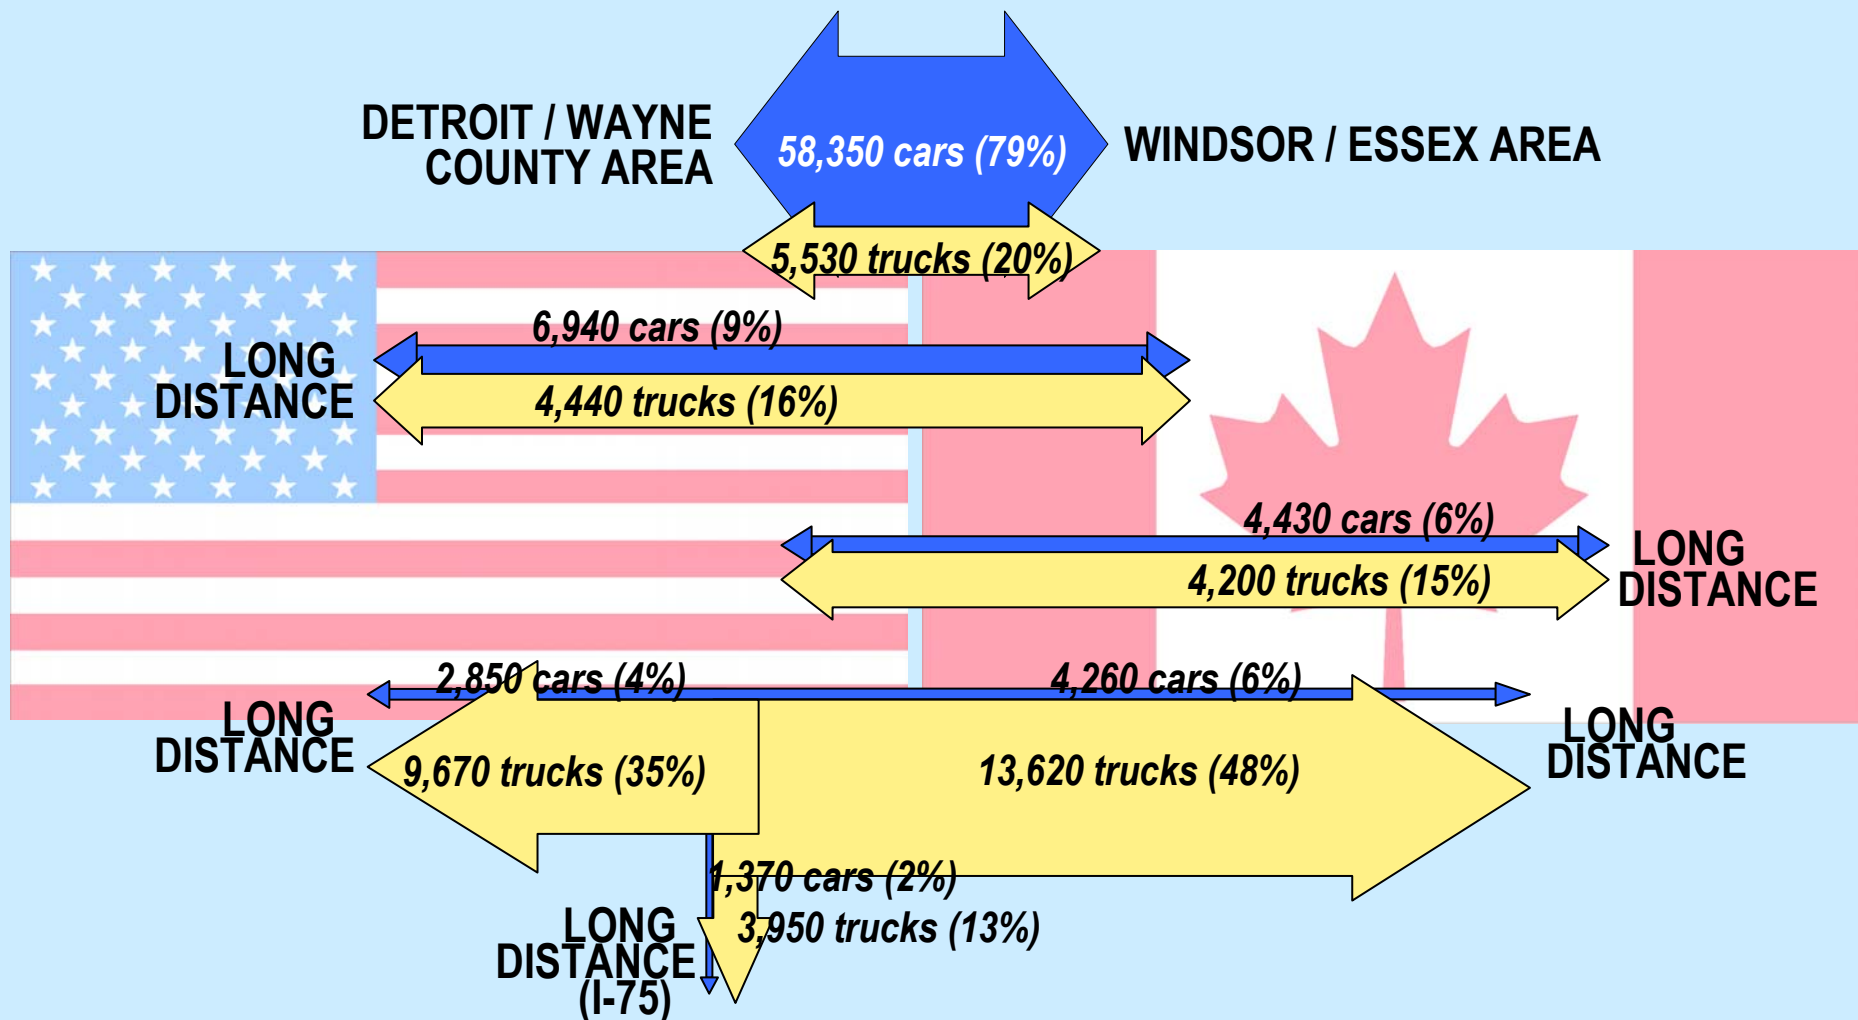 DETROIT / WAYNE
COUNTY AREA
58,350 cars (79%)
WINDSOR / ESSEX AREA
5,530 trucks (20%)
6,940 cars (9%)
LONG
DISTANCE
4,440 trucks (16%)
4,430 cars (6%)
4,200 trucks (15%)
LONG
DISTANCE
2,850 cars (4%)
4,260 cars (6%)
LONG
DISTANCE
9,670 trucks (35%)
13,620 trucks (48%)
LONG
DISTANCE
1,370 cars (2%)
3,950 trucks (13%)
LONG
DISTANCE
(I-75)